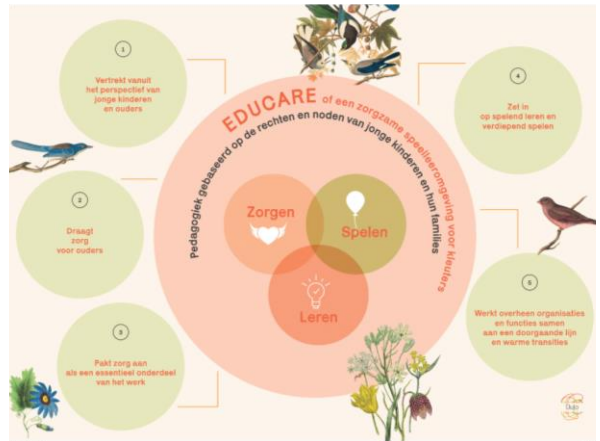 1
Vertrekt vanuit
het perspectief van
jonge kinderen
en ouders
2
Draagt
zorg
voor ouders
3
Pakt zorg aan
als een essentieel onderdeel
van het werk
EDUCARE of een zorgzame speelleeromgeving voor kleuters
Pedagogiek gebaseerd op de rechten en noden van jonge kinderen en hun families
Zorgen
Spelen
Leren
4
Zet in
op spelend leren en
verdiepend spelen
5
Werkt overheen organisaties
en functies samen
aan een doorgaande lijn
en warme transities